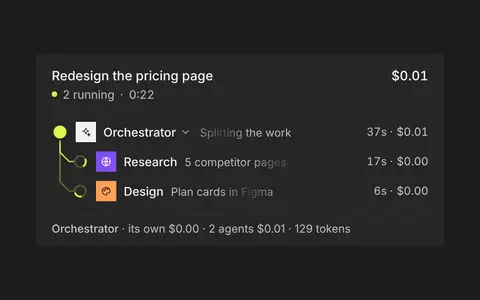 Redesign the pricing page $0.01
2 running · 0:22
Orchestrator Splitting the work 37s · $0.01
Research 5 competitor pages 17s · $0.00
Design Plan cards in Figma 6s · $0.00
Orchestrator · its own $0.00 · 2 agents $0.01 · 129 tokens